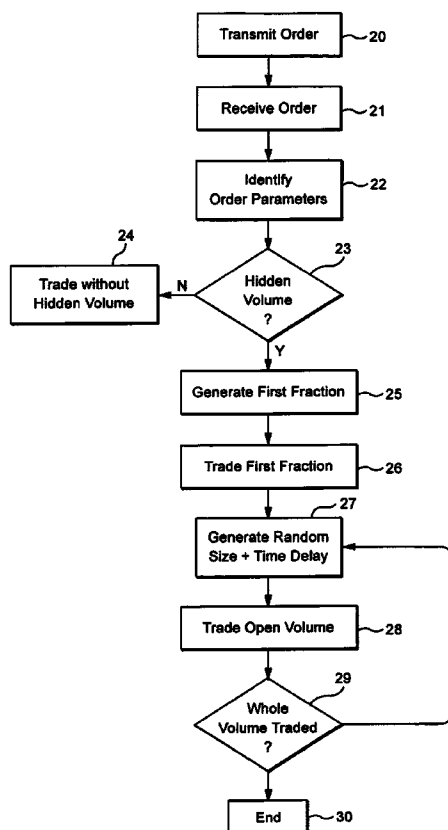 Transmit Order
20
Receive Order
21
Identify
Order Parameters
22
24
23
Trade without
Hidden Volume
N
Hidden
Volume
?
Y
Generate First Fraction
25
Trade First Fraction
26
27
Generate Random
Size + Time Delay
Trade Open Volume
28
29
Whole
Volume Traded
?
End
30